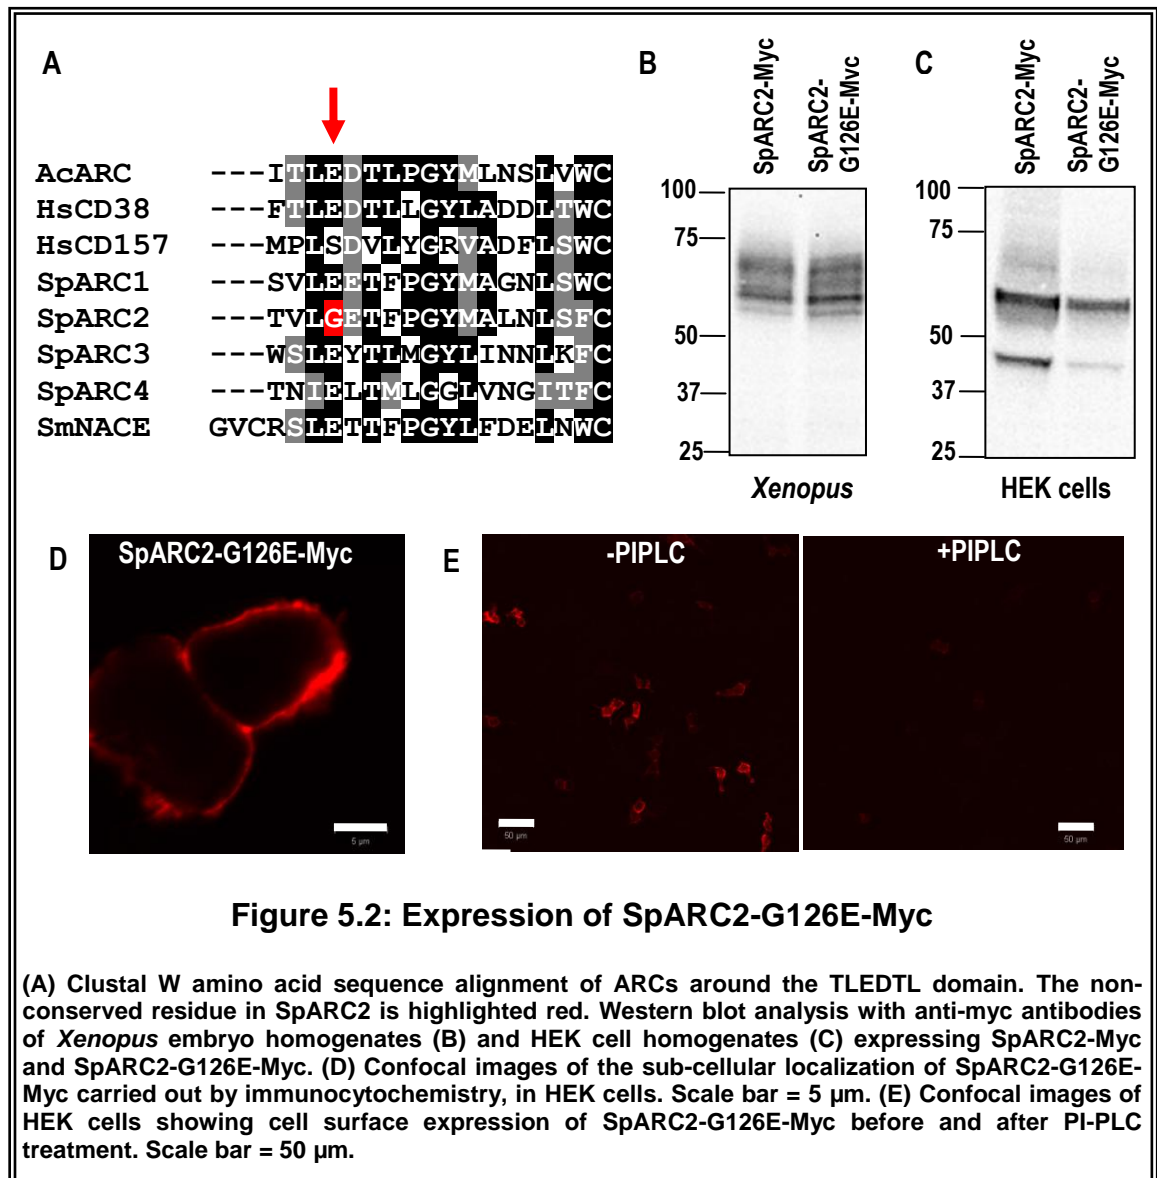 A
AcARC ---ITLEDTLPGYMLNSLVWC
HsCD38 ---FTLEDTLLGYLADDLTWC
HsCD157 ---MPLSDVLYGRVADFLSWC
SpARC1 ---SVLEETFPGYMAGNLSWC
SpARC2 ---TVLGETFPGYMALNLSFC
SpARC3 ---WSLEYTLMGYLINNLKFC
SpARC4 ---TNIELTMLGGLVNGITFC
SmNACE GVCRSLETTFPGYLFDELNWC
B
SpARC2-Myc
SpARC2-
G126E-Myc
100
75
50
37
25
Xenopus
C
SpARC2-Myc
SpARC2-
G126E-Myc
100
75
50
37
25
HEK cells
D
SpARC2-G126E-Myc
5 µm
E
-PIPLC
50 µm
+PIPLC
50 µm
Figure 5.2: Expression of SpARC2-G126E-Myc
(A) Clustal W amino acid sequence alignment of ARCs around the TLEDTL domain. The non-
conserved residue in SpARC2 is highlighted red. Western blot analysis with anti-myc antibodies
of Xenopus embryo homogenates (B) and HEK cell homogenates (C) expressing SpARC2-Myc
and SpARC2-G126E-Myc. (D) Confocal images of the sub-cellular localization of SpARC2-G126E-
Myc carried out by immunocytochemistry, in HEK cells. Scale bar = 5 µm. (E) Confocal images of
HEK cells showing cell surface expression of SpARC2-G126E-Myc before and after PI-PLC
treatment. Scale bar = 50 µm.